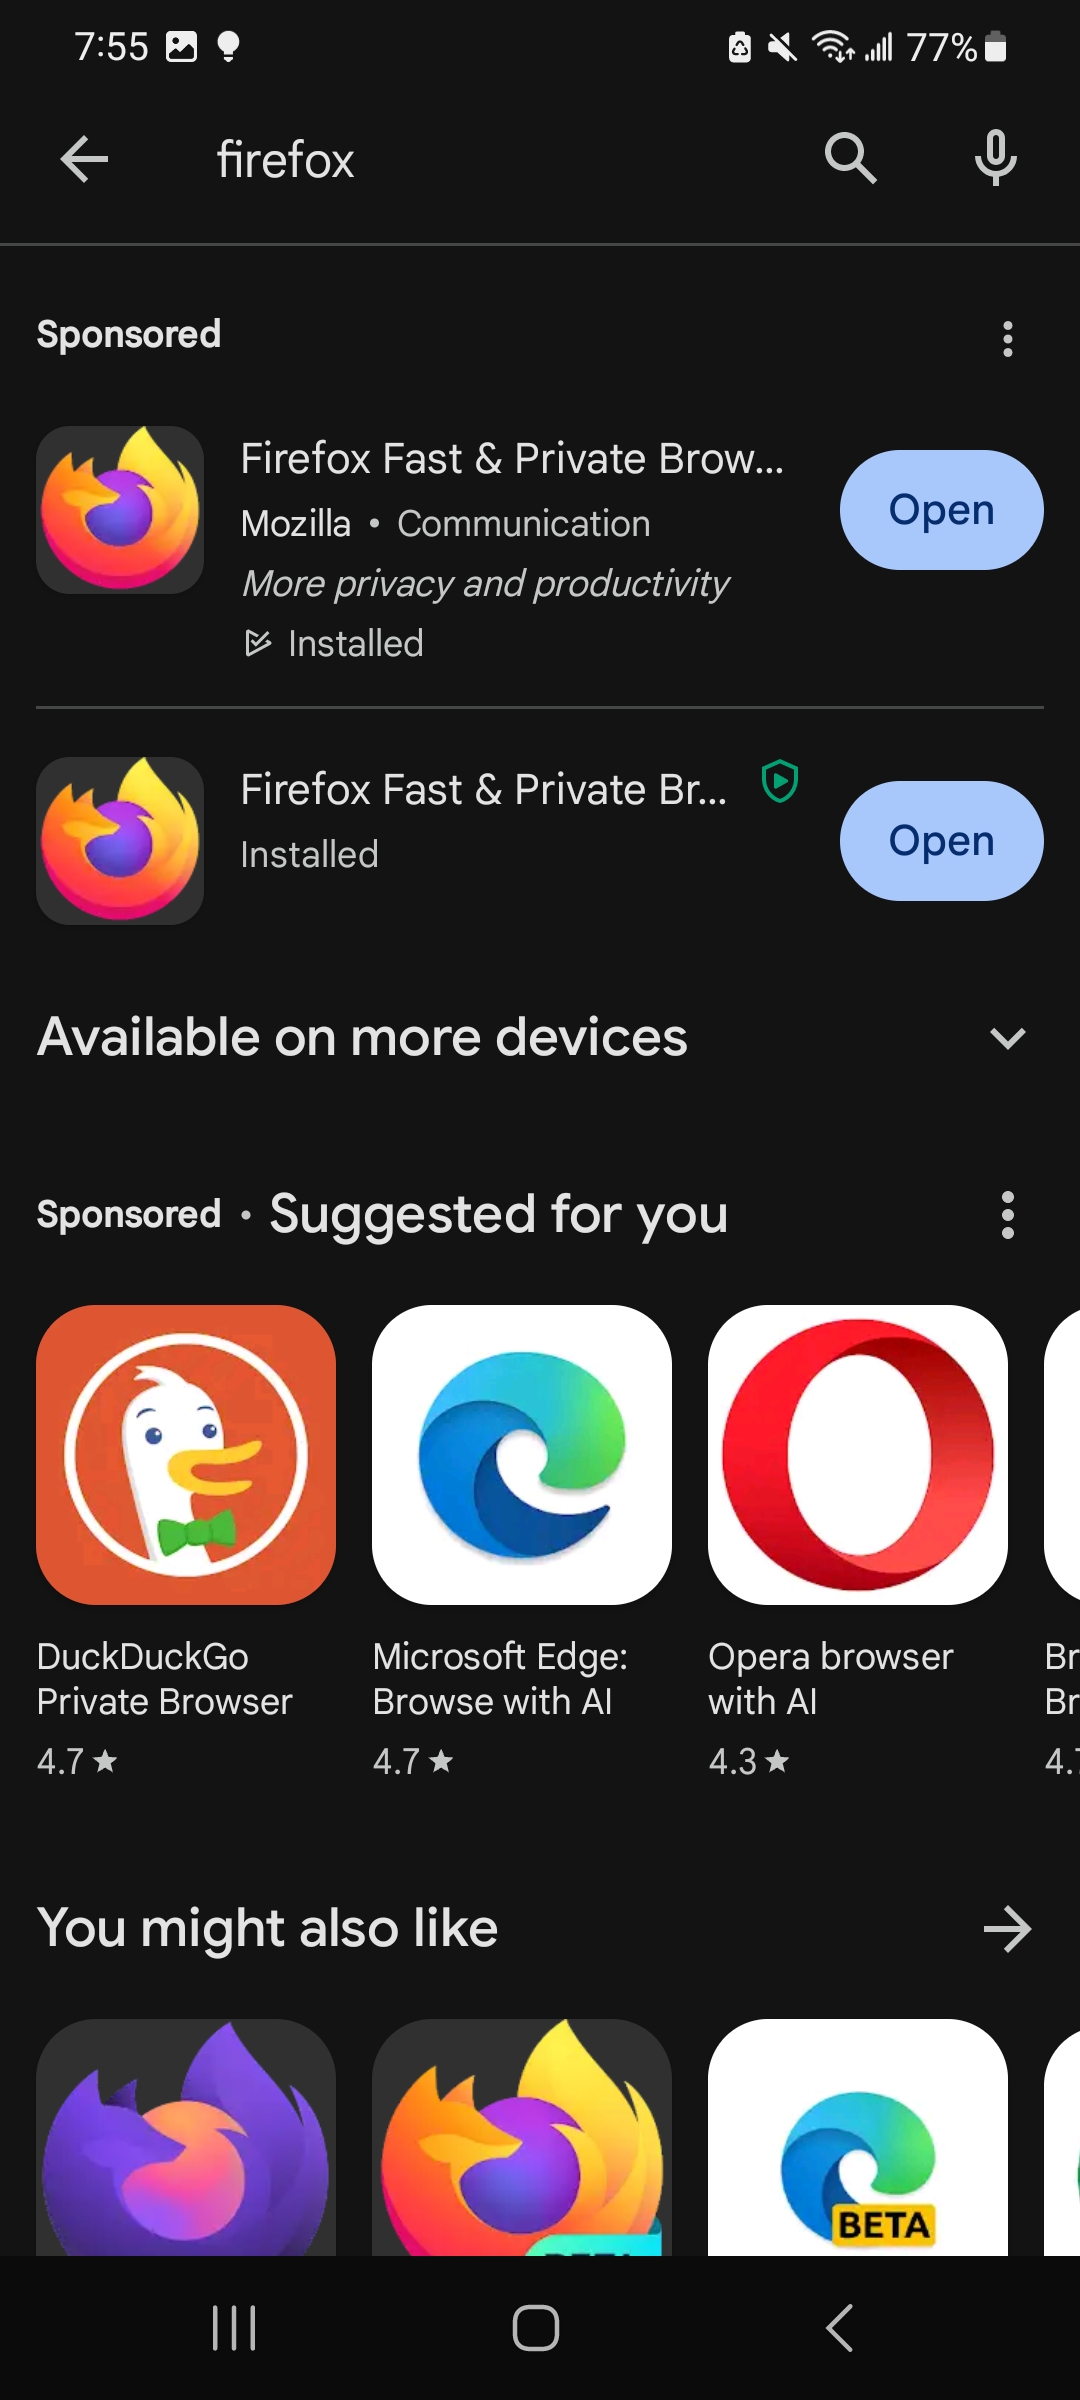 7:55
77%
firefox
Sponsored
Firefox Fast & Private Brow...
Mozilla • Communication
More privacy and productivity
Installed
Open
Firefox Fast & Private Br...
Installed
Open
Available on more devices
Sponsored • Suggested for you
DuckDuckGo
Private Browser
4.7 ★
Microsoft Edge:
Browse with AI
4.7 ★
Opera browser
with AI
4.3 ★
Br
Br
4.7
You might also like
BETA